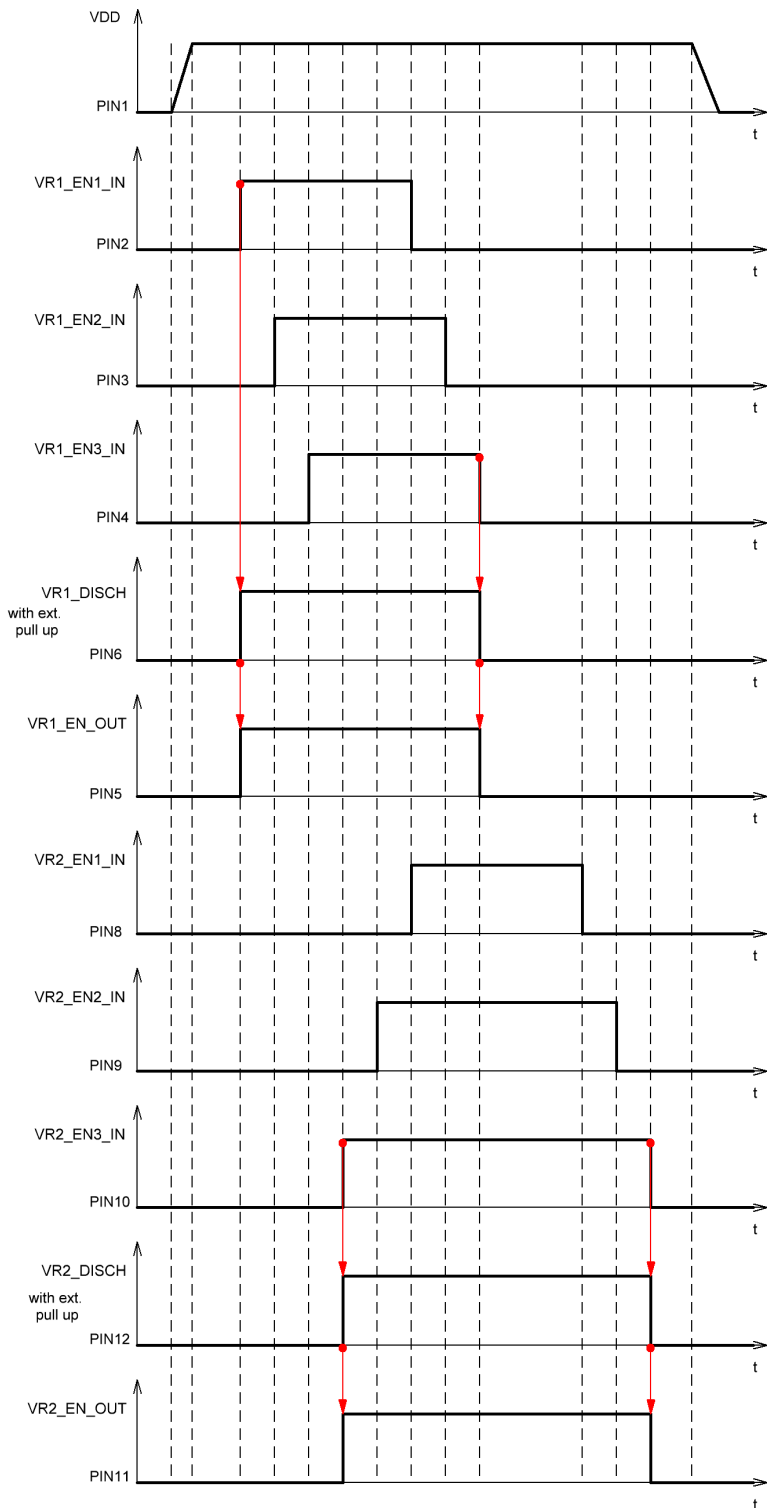 VDD
PIN1
t
VR1_EN1_IN
PIN2
t
VR1_EN2_IN
PIN3
t
VR1_EN3_IN
PIN4
t
VR1_DISCH
with ext.
pull up
PIN6
t
VR1_EN_OUT
PIN5
t
VR2_EN1_IN
PIN8
t
VR2_EN2_IN
PIN9
t
VR2_EN3_IN
PIN10
t
VR2_DISCH
with ext.
pull up
PIN12
t
VR2_EN_OUT
PIN11
t